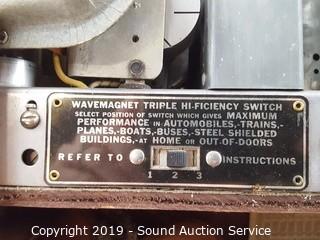 WAVEMAGNET TRIPLE HI-FICIENCY SWITCH
SELECT POSITION OF SWITCH WHICH GIVES MAXIMUM
PERFORMANCE IN AUTOMOBILES,-TRAINS,-
PLANES,-BOATS,-BUSES,-STEEL SHIELDED
BUILDINGS,-AT HOME OR OUT-OF-DOORS
REFER TO INSTRUCTIONS
1 2 3
Copyright 2019 - Sound Auction Service